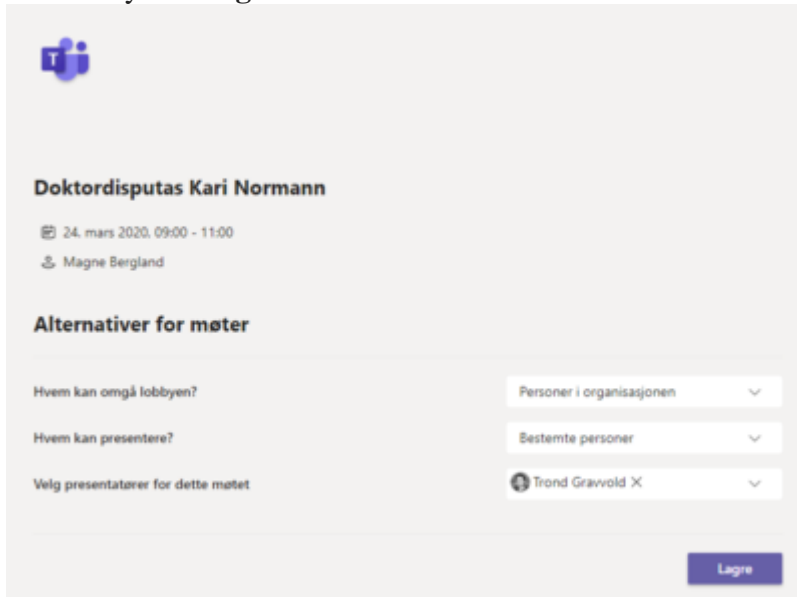 T
Doktordisputas Kari Normann
24. mars 2020, 09:00 - 11:00
Magne Bergland
Alternativer for møter
Hvem kan omgå lobbyen? Personer i organisasjonen
Hvem kan presentere? Bestemte personer
Velg presentatører for dette møtet Trond Gravvold ×
Lagre